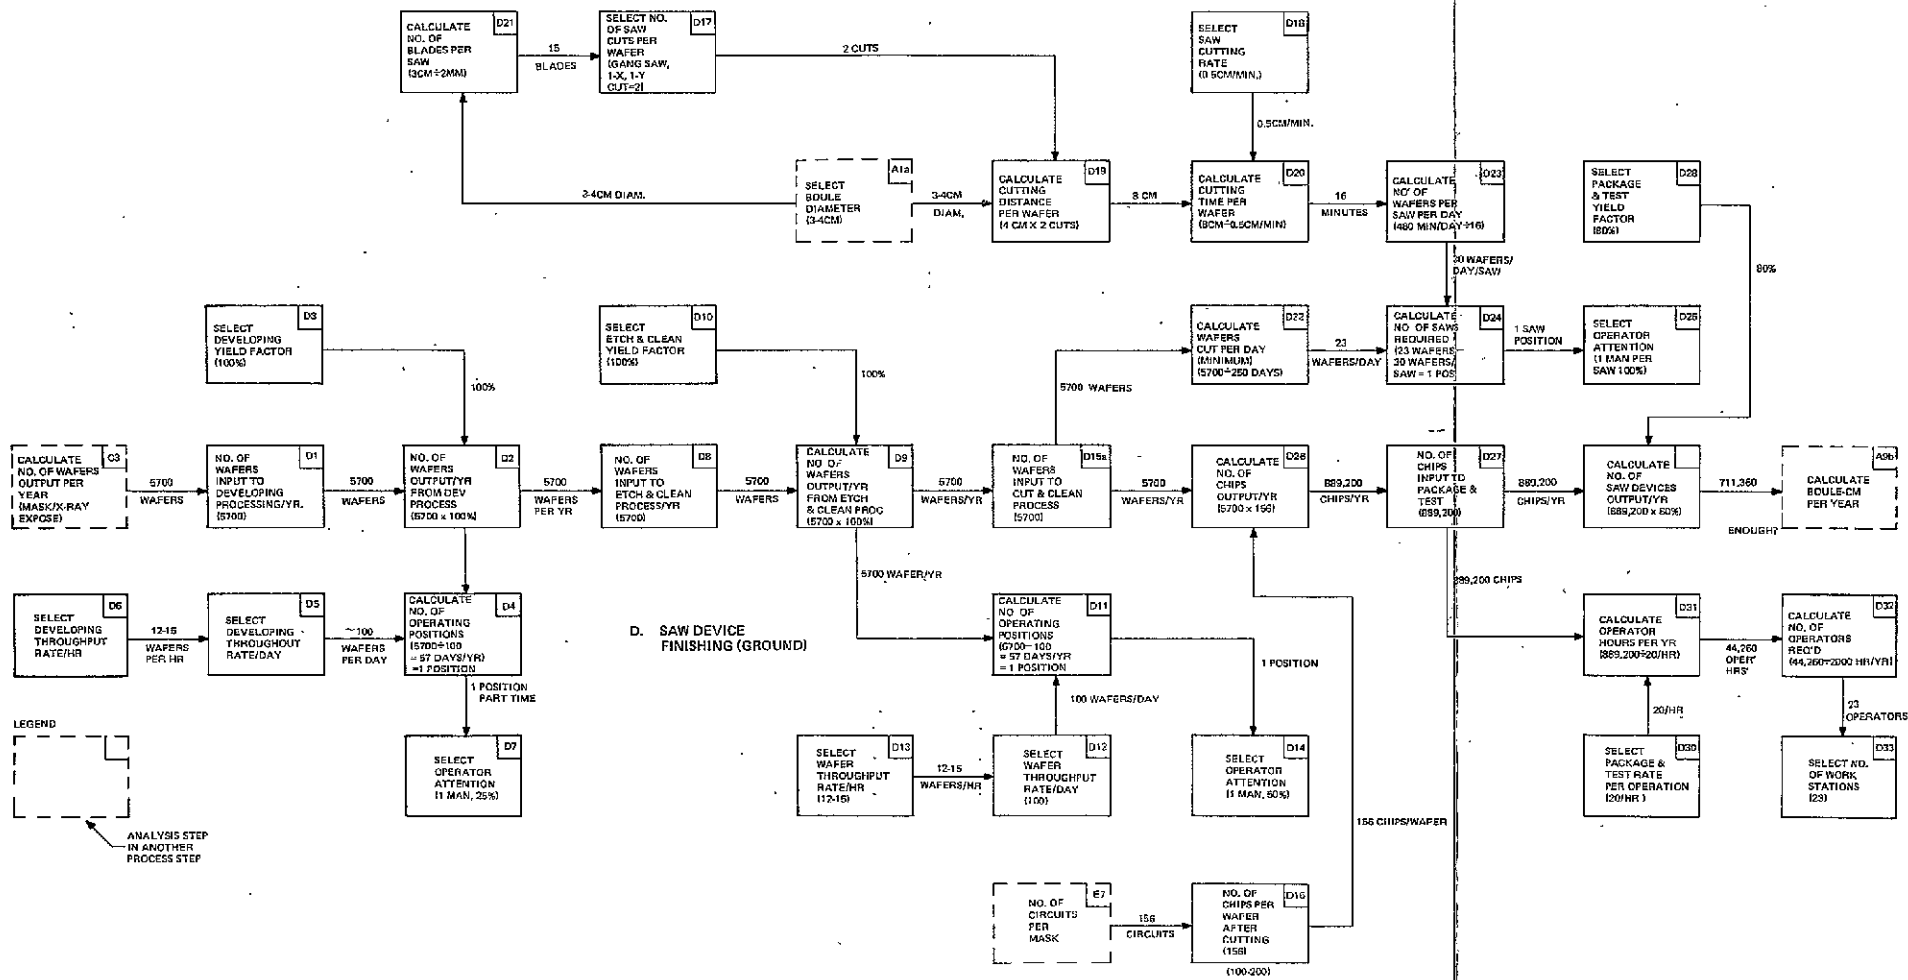 CALCULATE
NO. OF
BLADES PER
SAW
(3CM÷2MM)
D21
15
BLADES
SELECT NO.
OF SAW
CUTS PER
WAFER
(GANG SAW,
1-X, 1-Y
CUT=2)
D17
2 CUTS
SELECT
SAW
CUTTING
RATE
(0.5CM/MIN.)
D18
0.5CM/MIN.
3-4CM DIAM.
SELECT
BOULE
DIAMETER
(3-4CM)
A1a
3-4CM
DIAM.
CALCULATE
CUTTING
DISTANCE
PER WAFER
(4 CM X 2 CUTS)
D19
8 CM
CALCULATE
CUTTING
TIME PER
WAFER
(8CM÷0.5CM/MIN)
D20
16
MINUTES
CALCULATE
NO. OF
WAFERS PER
SAW PER DAY
(480 MIN/DAY÷16)
D23
30 WAFERS/
DAY/SAW
SELECT
PACKAGE
& TEST
YIELD
FACTOR
(80%)
D28
80%
SELECT
DEVELOPING
YIELD FACTOR
(100%)
D3
100%
SELECT
ETCH & CLEAN
YIELD FACTOR
(100%)
D10
100%
5700 WAFERS
CALCULATE
WAFERS
CUT PER DAY
(MINIMUM)
(5700÷250 DAYS)
D22
23
WAFERS/DAY
CALCULATE
NO. OF SAWS
REQUIRED
(23 WAFERS
30 WAFERS/
SAW = 1 POS
D24
1 SAW
POSITION
SELECT
OPERATOR
ATTENTION
(1 MAN PER
SAW 100%)
D25
CALCULATE
NO. OF WAFERS
OUTPUT PER
YEAR
(MASK/X-RAY
EXPOSE)
C3
5700
WAFERS
NO. OF
WAFERS
INPUT TO
DEVELOPING
PROCESSING/YR.
(5700)
D1
5700
WAFERS
NO. OF
WAFERS
OUTPUT/YR
FROM DEV
PROCESS
(5700 x 100%)
D2
5700
WAFERS
PER YR
NO. OF
WAFERS
INPUT TO
ETCH & CLEAN
PROCESS/YR
(5700)
D8
5700
WAFERS
CALCULATE
NO. OF
WAFERS
OUTPUT/YR
FROM ETCH
& CLEAN PROC
(5700 x 100%)
D9
5700
WAFERS/YR
NO. OF
WAFERS
INPUT TO
CUT & CLEAN
PROCESS
(5700)
D15a
5700
WAFERS/YR
CALCULATE
NO. OF
CHIPS
OUTPUT/YR
(5700 x 156)
D26
889,200
CHIPS/YR
NO. OF
CHIPS
INPUT TO
PACKAGE &
TEST
(889,200)
D27
889,200
CHIPS/YR
CALCULATE
NO. OF
SAW DEVICES
OUTPUT/YR
(889,200 x 80%)
711,360
ENOUGH?
CALCULATE
BOULE-CM
PER YEAR
A9b
5700 WAFER/YR
889,200 CHIPS
SELECT
DEVELOPING
THROUGHPUT
RATE/HR
D6
12-15
WAFERS
PER HR
SELECT
DEVELOPING
THROUGHOUT
RATE/DAY
D5
~100
WAFERS
PER DAY
CALCULATE
NO. OF
OPERATING
POSITIONS
(5700÷100
= 57 DAYS/YR)
=1 POSITION
D4
1 POSITION
PART TIME
D. SAW DEVICE
FINISHING (GROUND)
CALCULATE
NO. OF
OPERATING
POSITIONS
(5700÷100
= 57 DAYS/YR
= 1 POSITION
D11
1 POSITION
100 WAFERS/DAY
CALCULATE
OPERATOR
HOURS PER YR
(889,200÷20/HR)
D31
44,260
OPER'
HRS'
CALCULATE
NO. OF
OPERATORS
REQ'D
(44,260÷2000 HR/YR)
D32
20/HR
23
OPERATORS
LEGEND
ANALYSIS STEP
IN ANOTHER
PROCESS STEP
SELECT
OPERATOR
ATTENTION
(1 MAN, 25%)
D7
SELECT
WAFER
THROUGHPUT
RATE/HR
(12-15)
D13
12-15
WAFERS/HR
SELECT
WAFER
THROUGHPUT
RATE/DAY
(100)
D12
SELECT
OPERATOR
ATTENTION
(1 MAN, 50%)
D14
156 CHIPS/WAFER
SELECT
PACKAGE &
TEST RATE
PER OPERATION
(20/HR )
D30
SELECT NO.
OF WORK
STATIONS
(23)
D33
NO. OF
CIRCUITS
PER
MASK
E7
156
CIRCUITS
NO. OF
CHIPS PER
WAFER
AFTER
CUTTING
(156)
D16
(100-200)